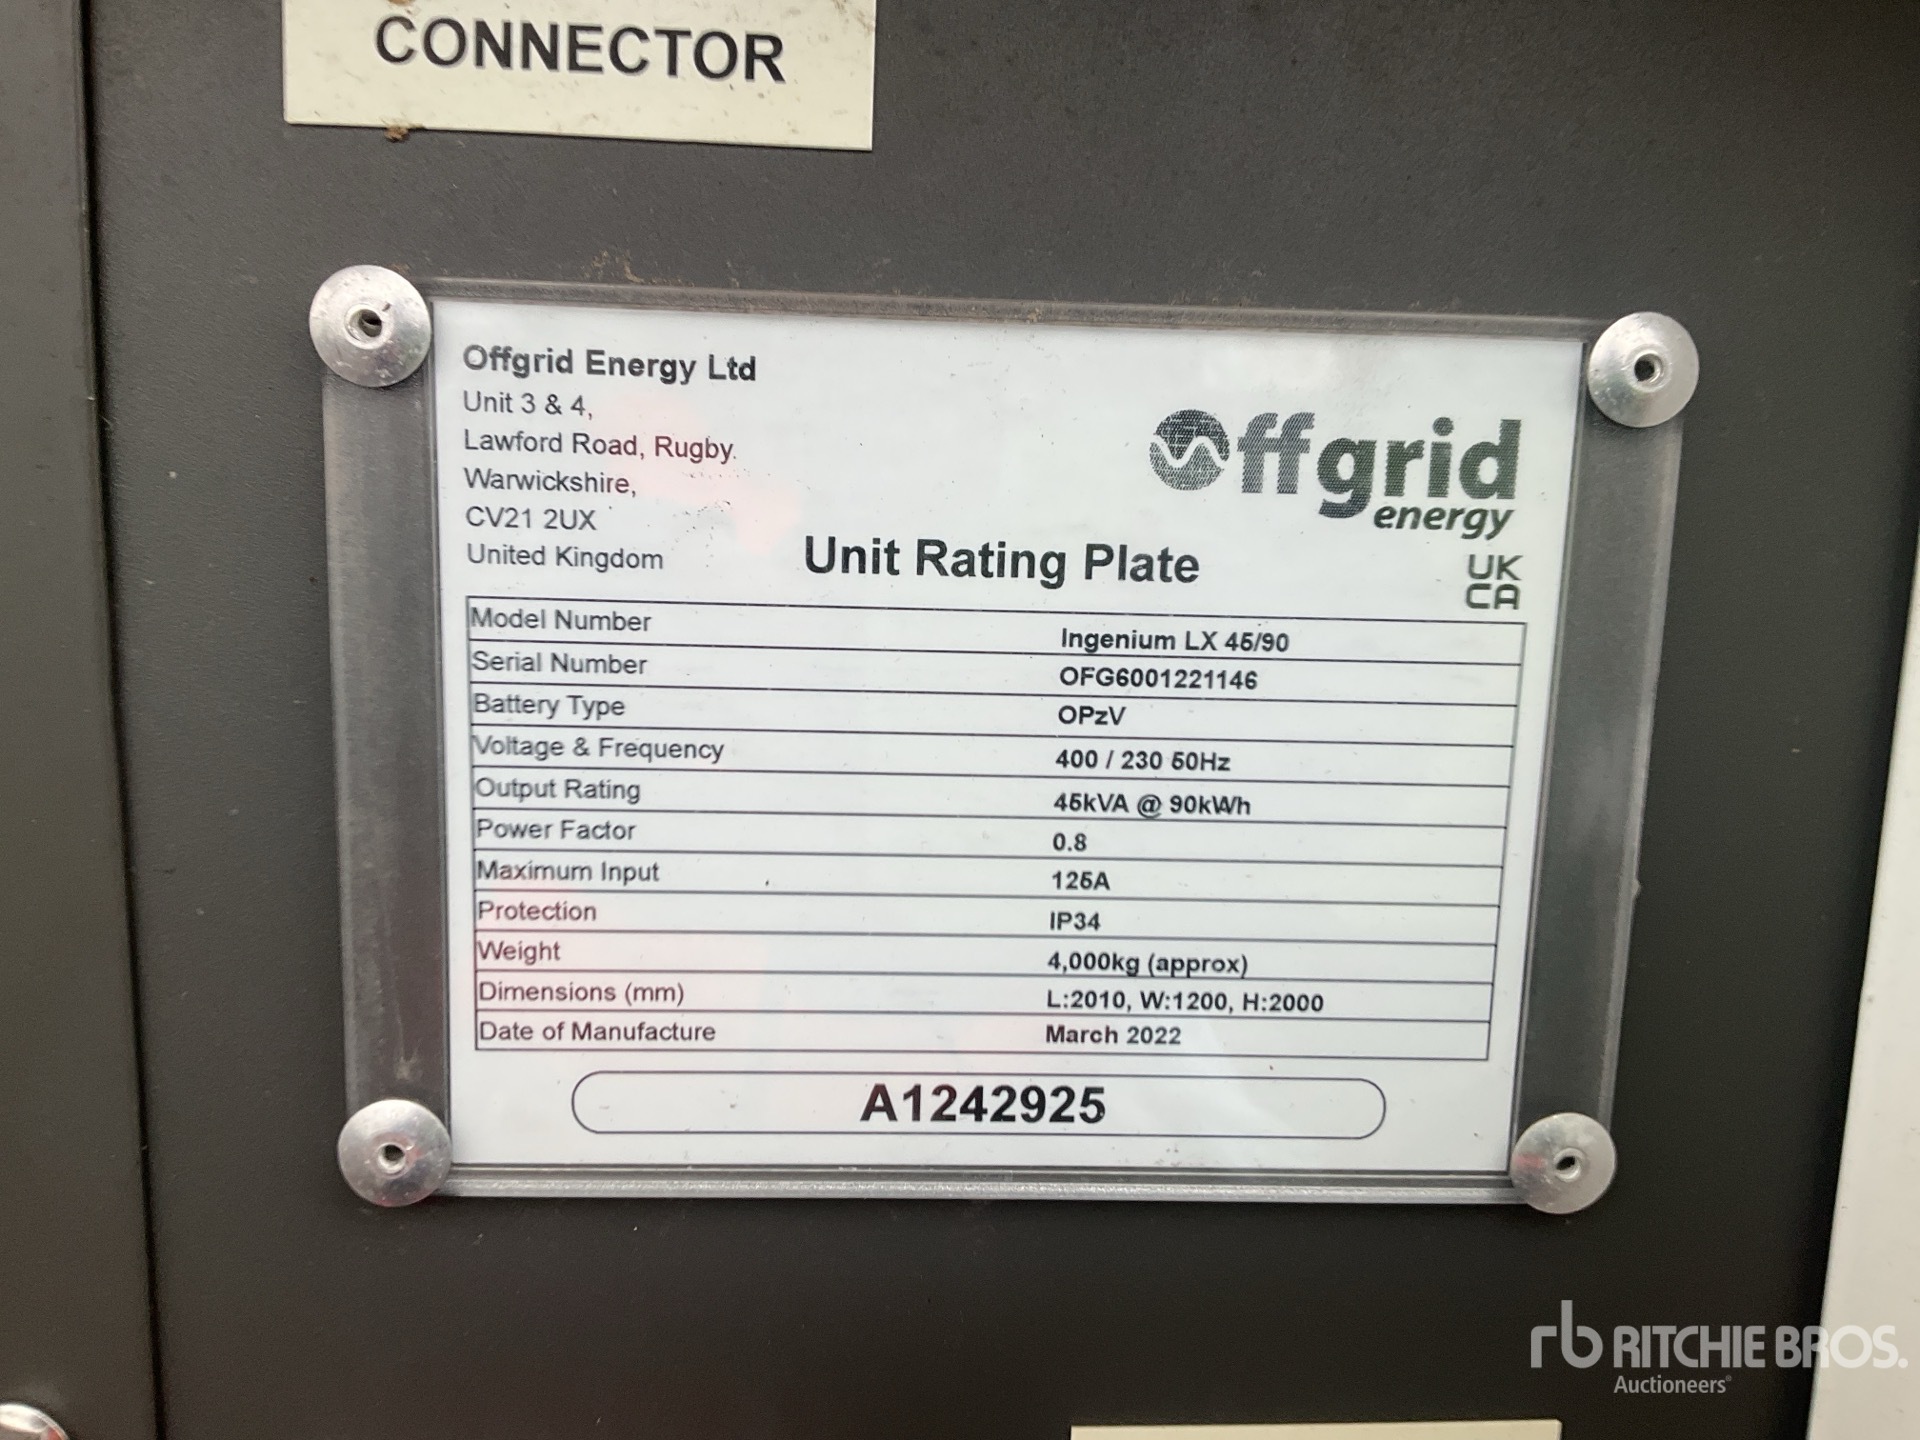 CONNECTOR
Offgrid Energy Ltd
Unit 3 & 4,
Lawford Road, Rugby.
Warwickshire,
CV21 2UX
United Kingdom
Offgrid
energy
UK
CA
Unit Rating Plate
Model Number Ingenium LX 45/90
Serial Number OFG6001221146
Battery Type OPzV
Voltage & Frequency 400 / 230 50Hz
Output Rating 45kVA @ 90kWh
Power Factor 0.8
Maximum Input 125A
Protection IP34
Weight 4,000kg (approx)
Dimensions (mm) L:2010, W:1200, H:2000
Date of Manufacture March 2022
A1242925
rb RITCHIE BROS.
Auctioneers